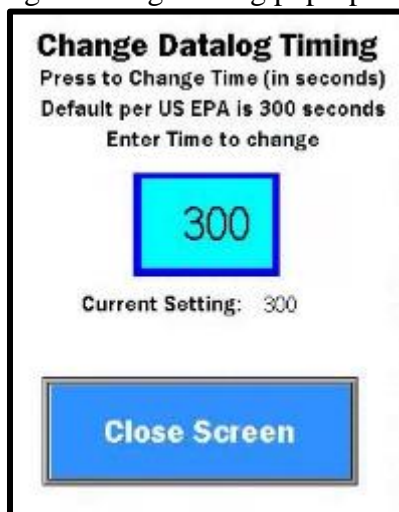 Change Datalog Timing
Press to Change Time (in seconds)
Default per US EPA is 300 seconds
Enter Time to change
300
Current Setting: 300
Close Screen